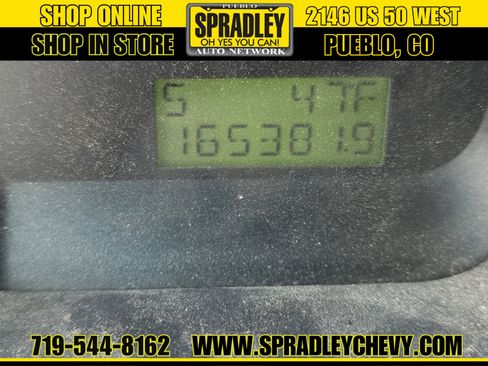 SHOP ONLINE
SHOP IN STORE
PUEBLO
SPRADLEY
OH YES YOU CAN!
AUTO NETWORK
2146 US 50 WEST
PUEBLO, CO
S 47F
165381.9
719-544-8162
WWW.SPRADLEYCHEVY.COM